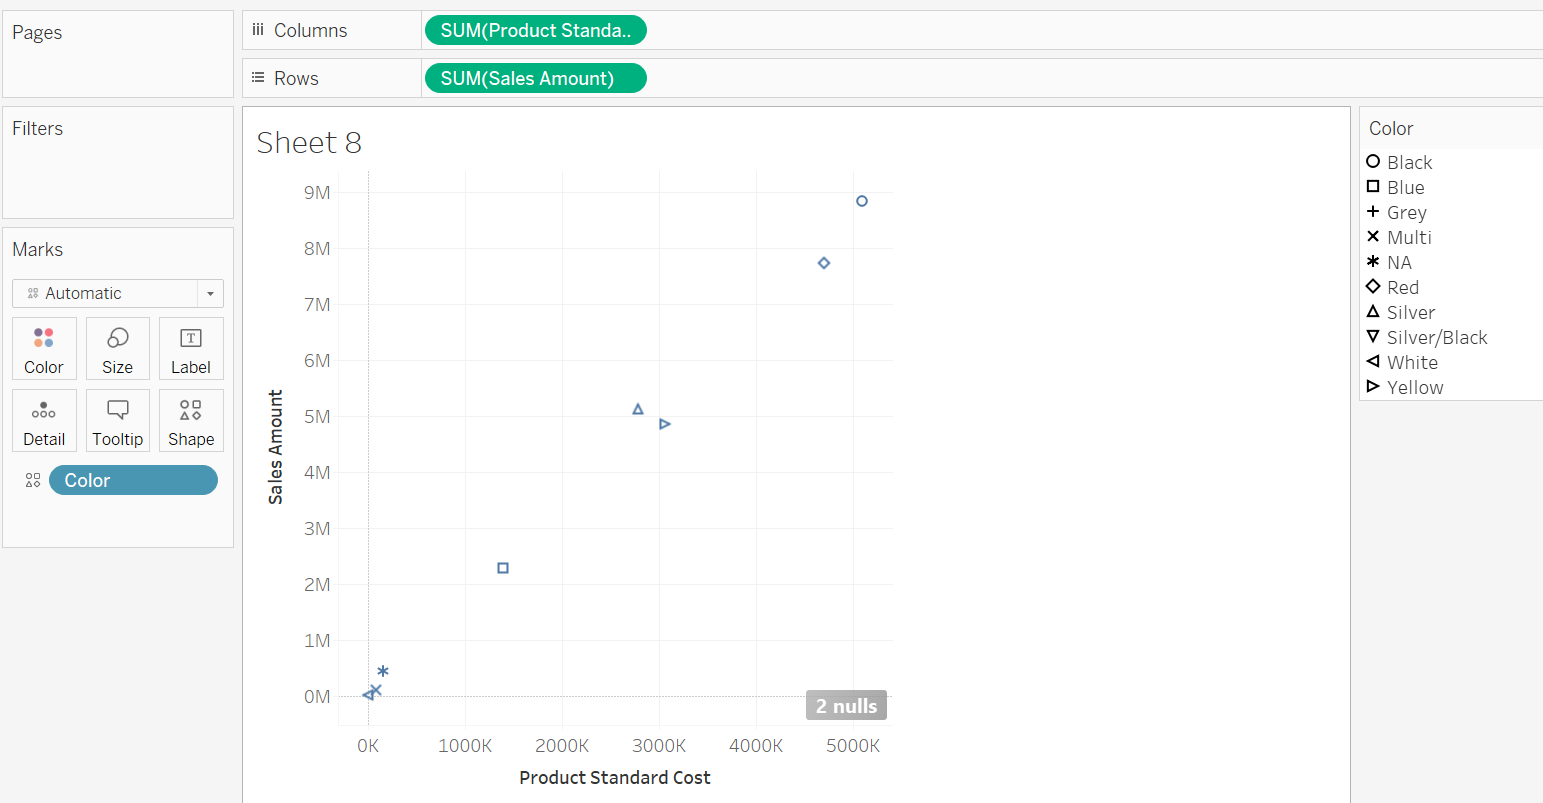 Pages
Columns
SUM(Product Standa..
Rows
SUM(Sales Amount)
Filters
Marks
Automatic
Color
Size
Label
Detail
Tooltip
Shape
Color
Sheet 8
9M
8M
7M
6M
5M
4M
3M
2M
1M
0M
Sales Amount
2 nulls
0K
1000K
2000K
3000K
4000K
5000K
Product Standard Cost
Color
Black
Blue
Grey
Multi
NA
Red
Silver
Silver/Black
White
Yellow